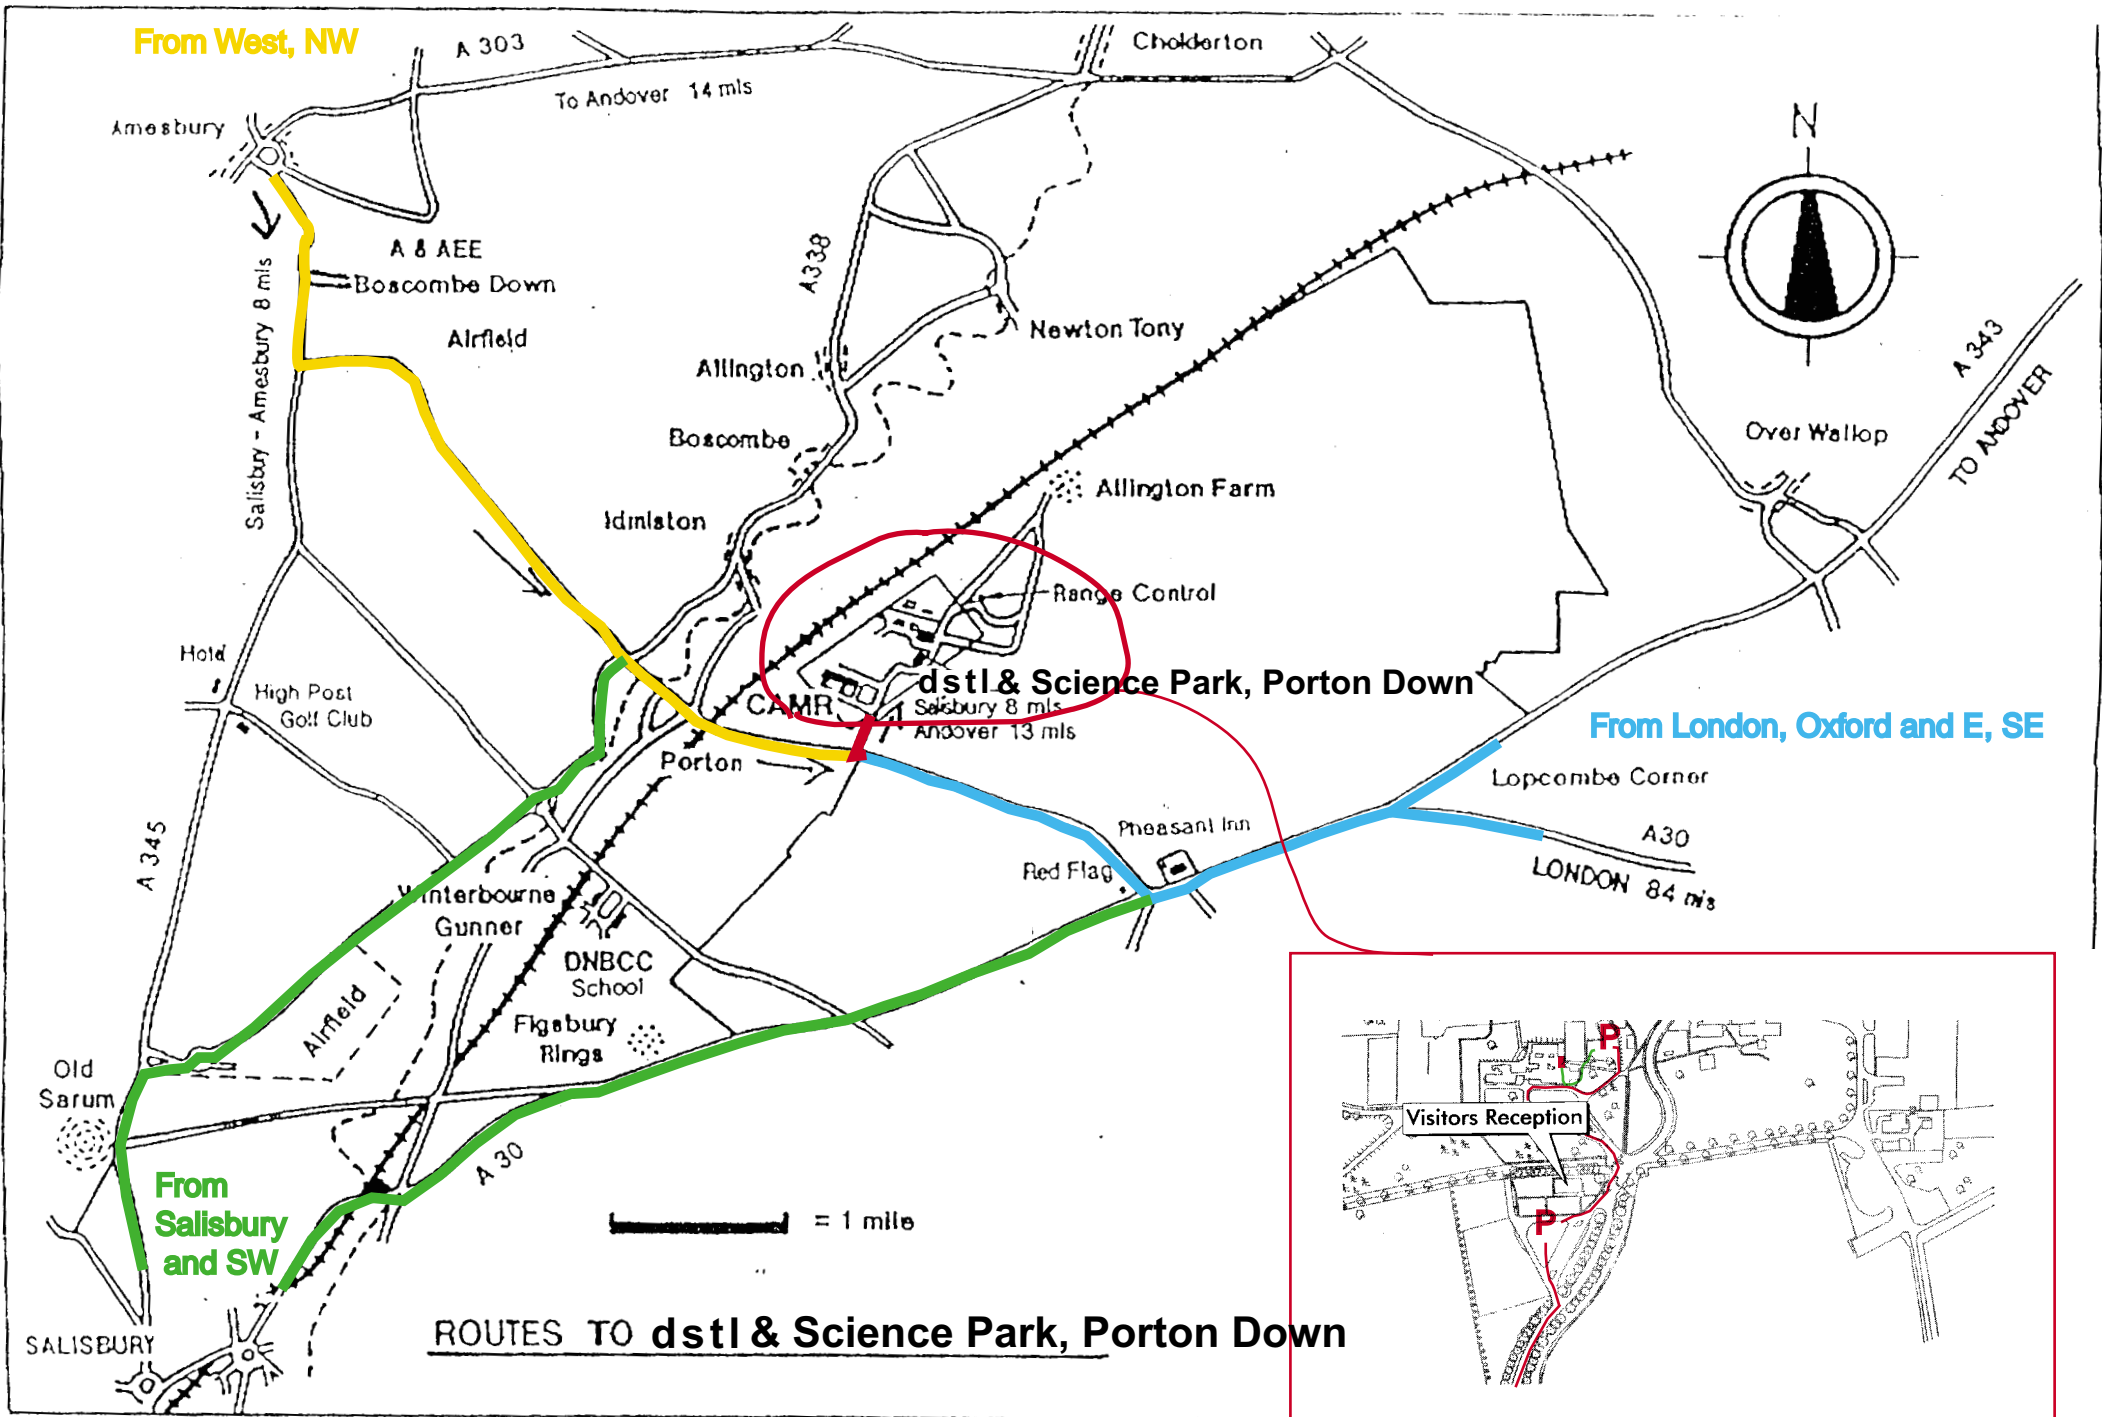 From West, NW
A 303
Cholderton
To Andover 14 mls
Amesbury
N
A & AEE
Boscombe Down
A338
Salisbury - Amesbury 8 mls
Airfield
Newton Tony
Allington
A 343
TO ANDOVER
Boscombe
Over Wallop
Allington Farm
Idmiston
Range Control
Hotel
High Post
Golf Club
dstl & Science Park, Porton Down
CAMR
Salisbury 8 mls
Andover 13 mls
From London, Oxford and E, SE
Porton
Lopcombe Corner
Pheasant Inn
A30
LONDON 84 mls
A 345
Red Flag
Winterbourne
Gunner
DNBCC
School
Airfield
Figsbury
Rings
Old
Sarum
P
Visitors Reception
P
A 30
From
Salisbury
and SW
= 1 mile
SALISBURY
ROUTES TO dstl & Science Park, Porton Down